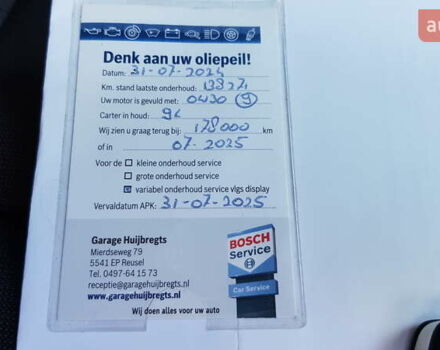 Denk aan uw oliepeil!
Datum: 31-07-2024
Km. stand laatste onderhoud:
Uw motor is gevuld met: 0W30 9
Carter in houd: 9L
Wij zien u graag terug bij: 178000 km
of in 07-2025
Voor de kleine onderhoud service
grote onderhoud service
variabel onderhoud service vlgs display
Vervaldatum APK: 31-07-2025
Garage Huijbregts
Mierdseweg 79
5541 EP Reusel
Tel. 0497-64 15 73
receptie@garagehuijbregts.nl
www.garagehuijbregts.nl
BOSCH
Service
Car Service
Wij doen alles voor uw auto